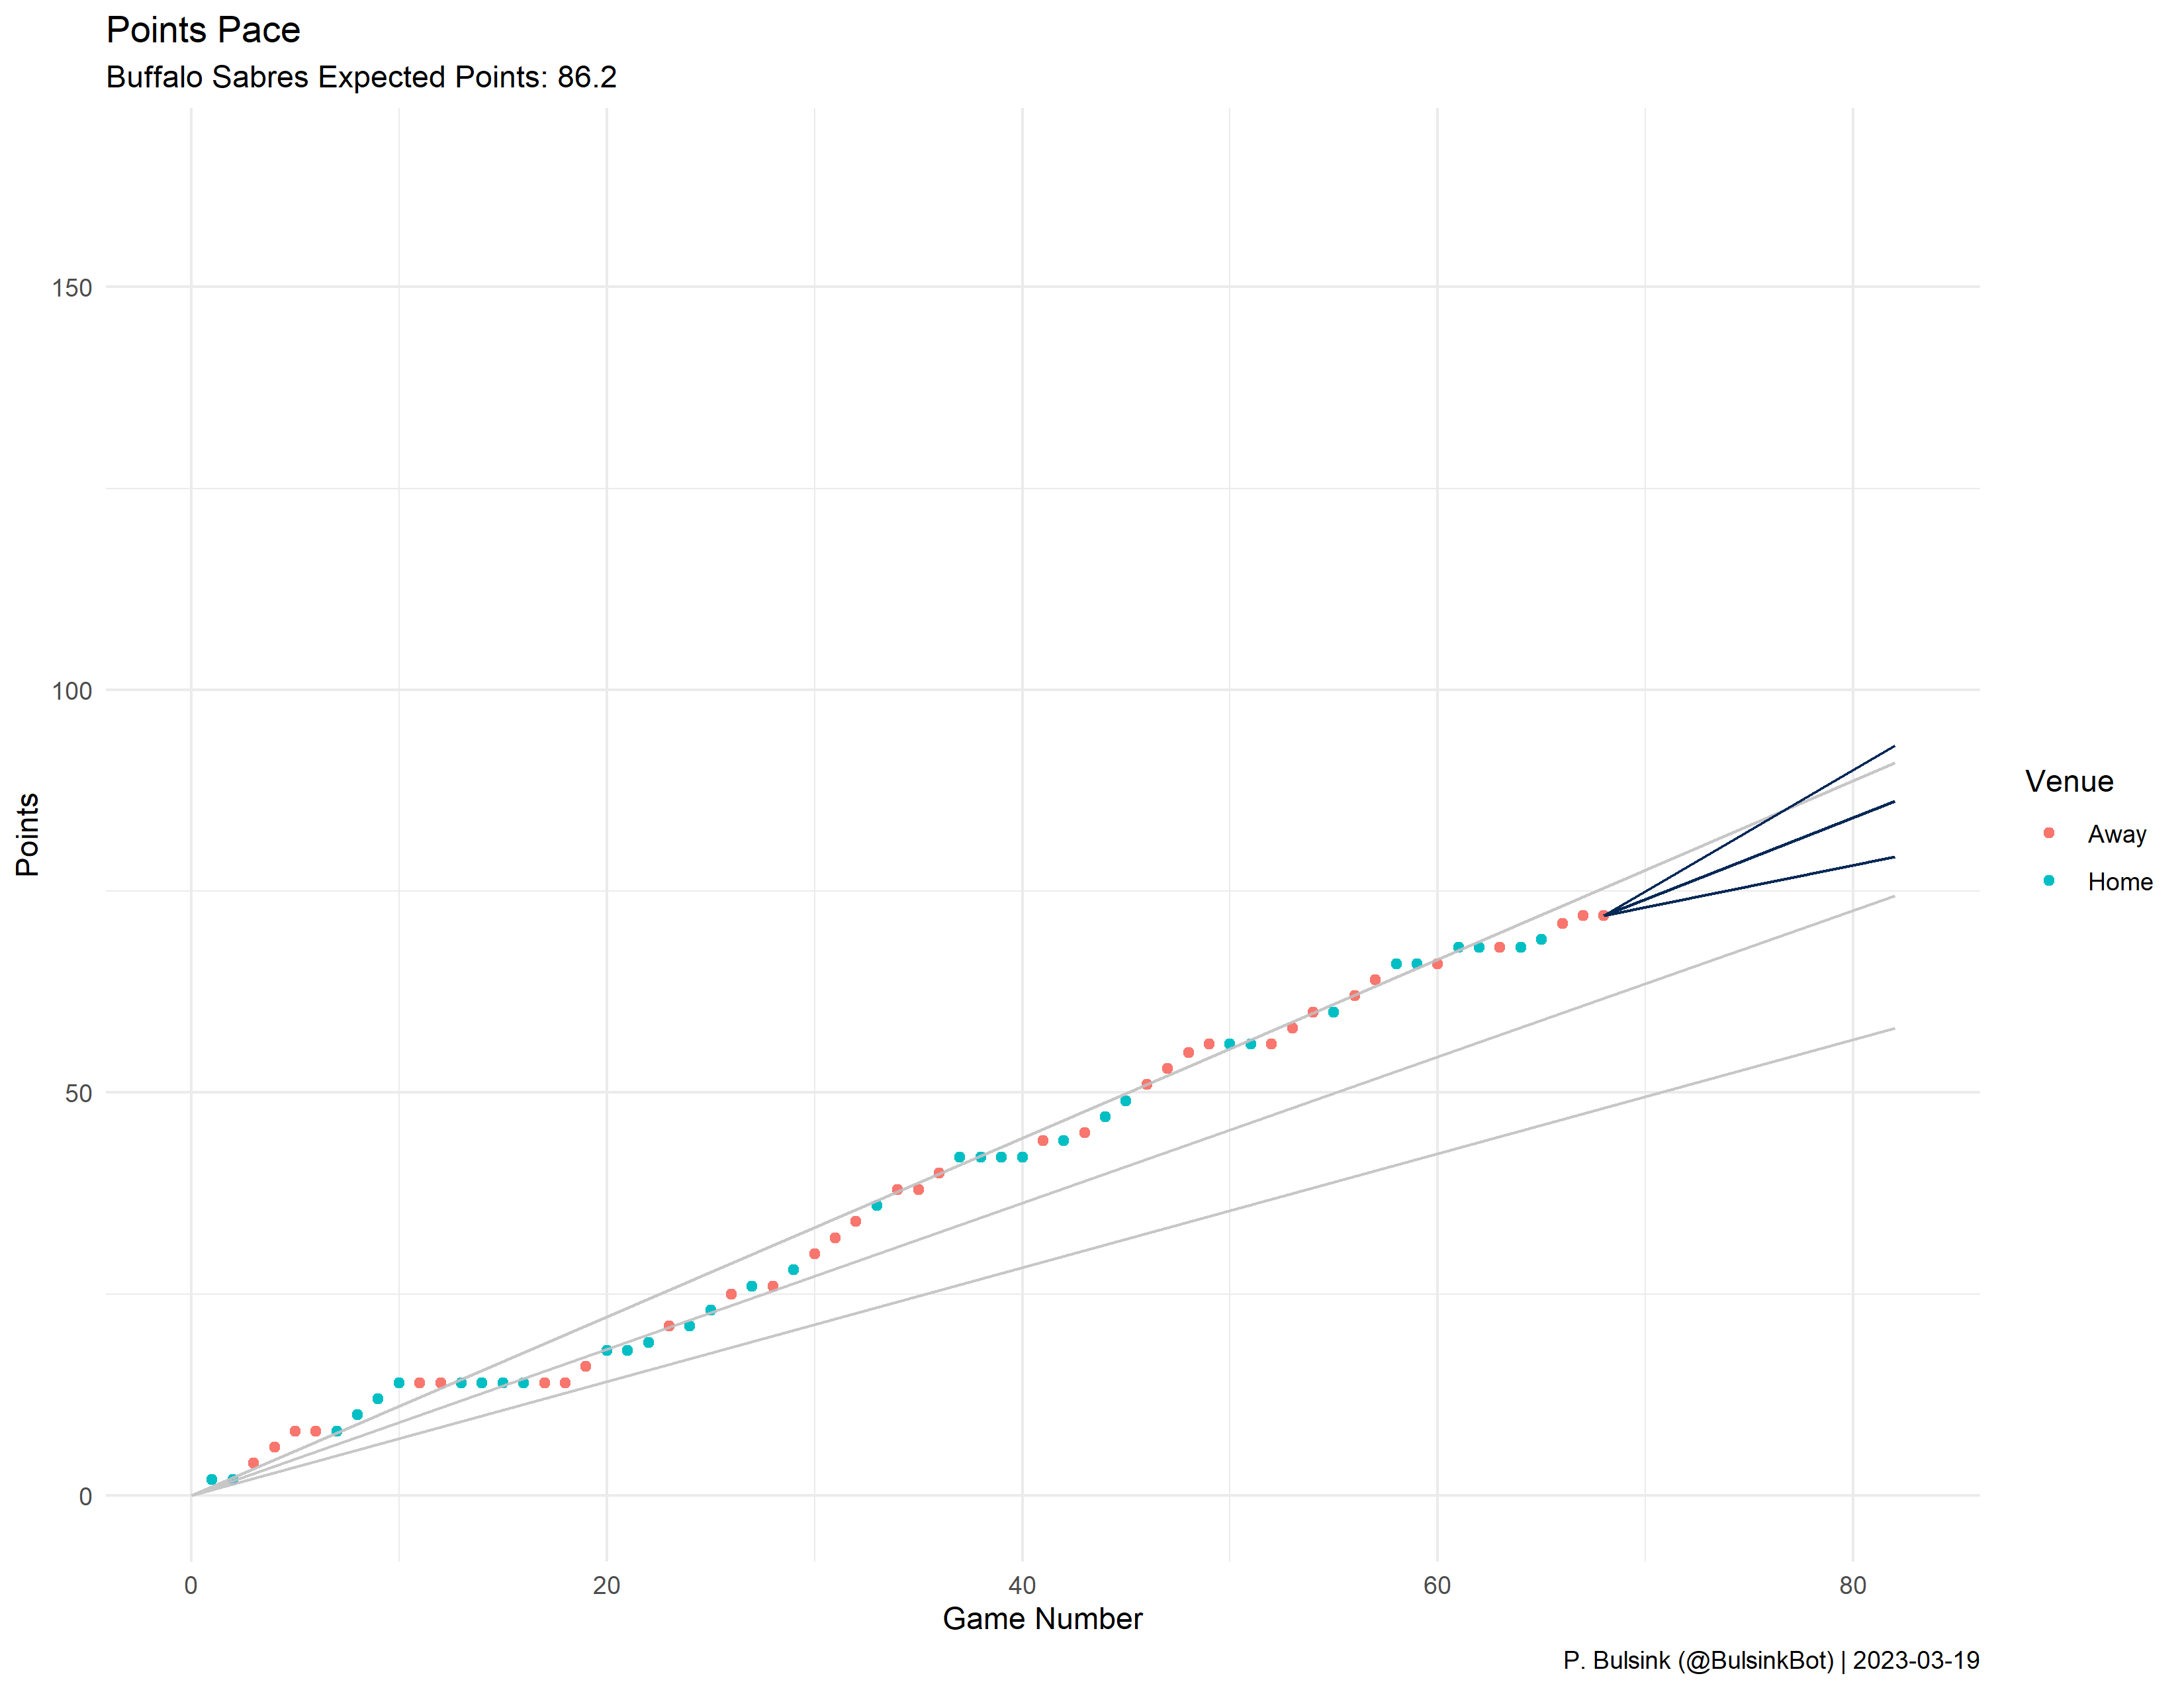 Points Pace
Buffalo Sabres Expected Points: 86.2
150
100
50
0
Points
0 20 40 60 80
Game Number
Venue
Away
Home
P. Bulsink (@BulsinkBot) | 2023-03-19